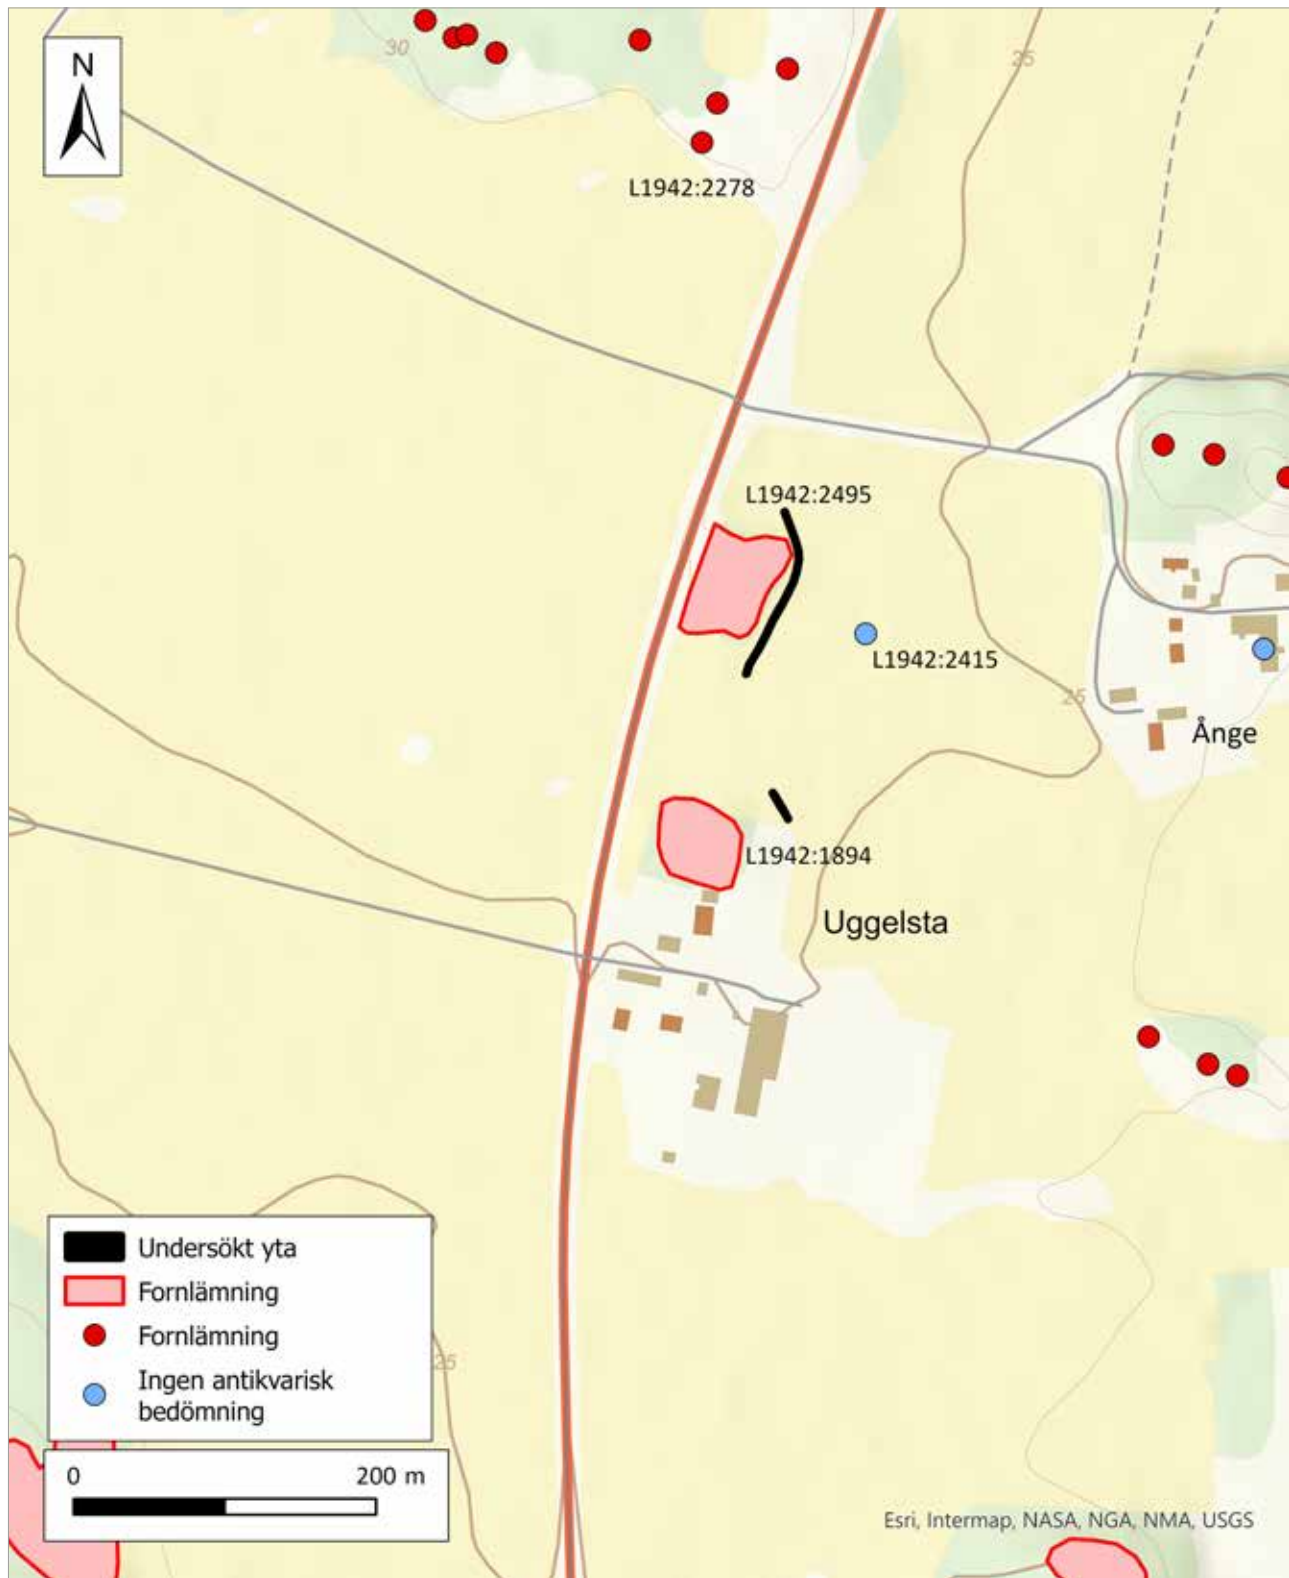 30
25
N
L1942:2278
L1942:2495
L1942:2415
25
Ånge
L1942:1894
Uggelsta
Undersökt yta
Fornlämning
Fornlämning
25
Ingen antikvarisk
bedömning
0 200 m
Esri, Intermap, NASA, NGA, NMA, USGS